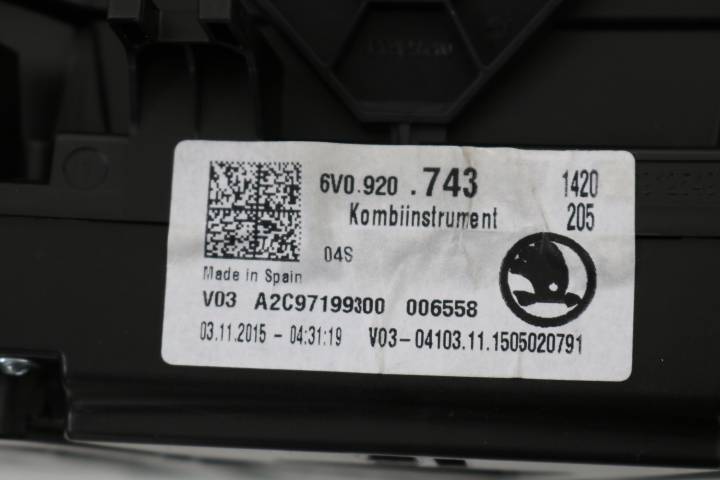 6V0.920 .743 1420
Kombiinstrument 205
04S
Made in Spain
V03 A2C97199300 006558
03.11.2015 - 04:31:19 V03-04103.11.1505020791